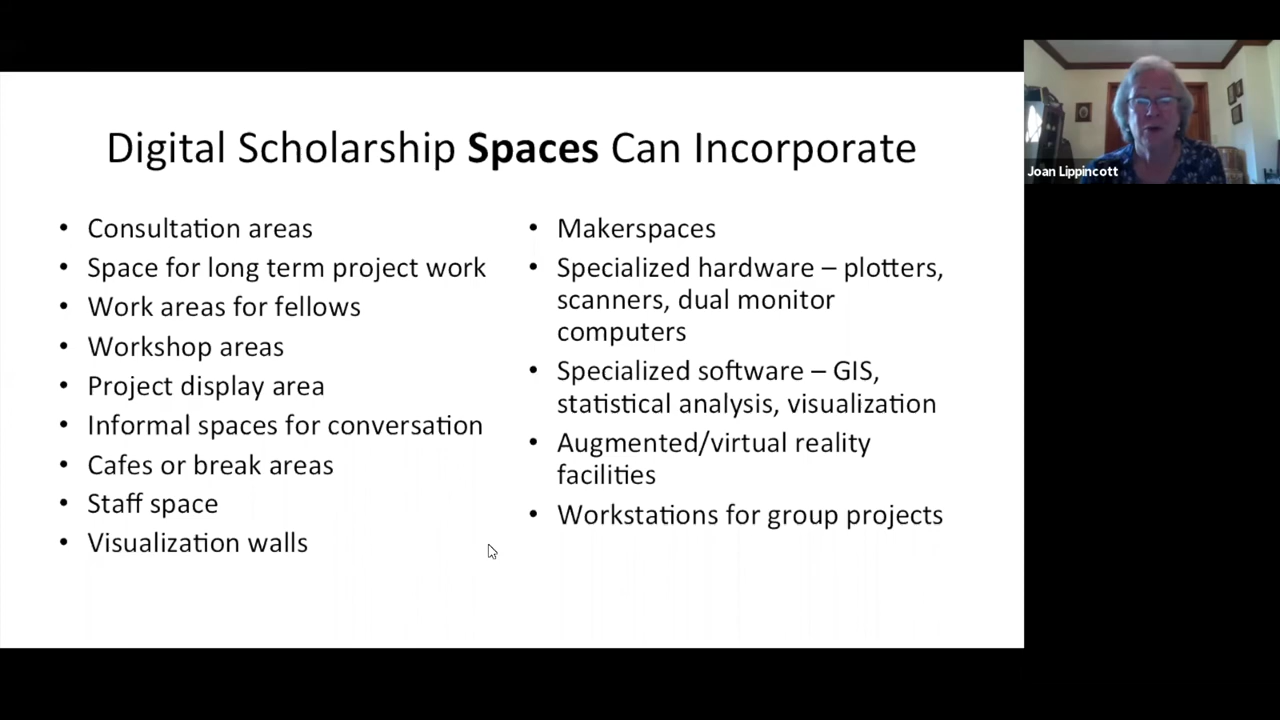 Digital Scholarship Spaces Can Incorporate
• Consultation areas
• Space for long term project work
• Work areas for fellows
• Workshop areas
• Project display area
• Informal spaces for conversation
• Cafes or break areas
• Staff space
• Visualization walls
• Makerspaces
• Specialized hardware – plotters,
scanners, dual monitor
computers
• Specialized software – GIS,
statistical analysis, visualization
• Augmented/virtual reality
facilities
• Workstations for group projects
Joan Lippincott